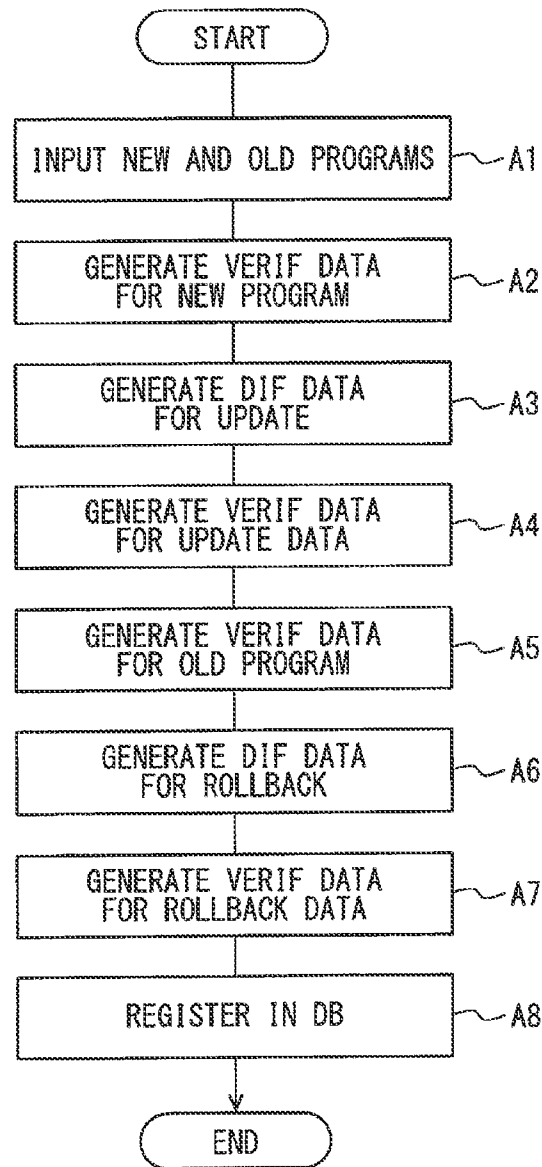 START
INPUT NEW AND OLD PROGRAMS
A1
GENERATE VERIF DATA
FOR NEW PROGRAM
A2
GENERATE DIF DATA
FOR UPDATE
A3
GENERATE VERIF DATA
FOR UPDATE DATA
A4
GENERATE VERIF DATA
FOR OLD PROGRAM
A5
GENERATE DIF DATA
FOR ROLLBACK
A6
GENERATE VERIF DATA
FOR ROLLBACK DATA
A7
REGISTER IN DB
A8
END